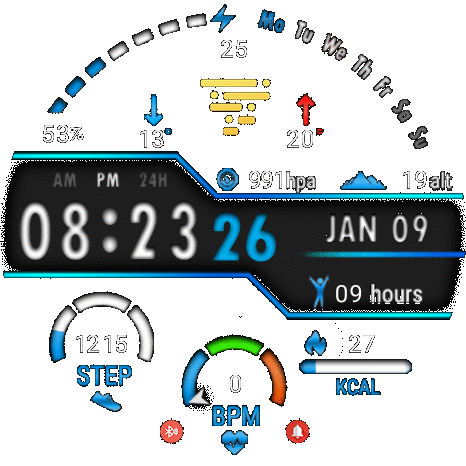 Mo Tu We Th Fr Sa Su
25
53%
13°
20°
991hpa
19alt
AM PM 24H
08:23 26
JAN 09
09 hours
1215
STEP
0
BPM
27
KCAL